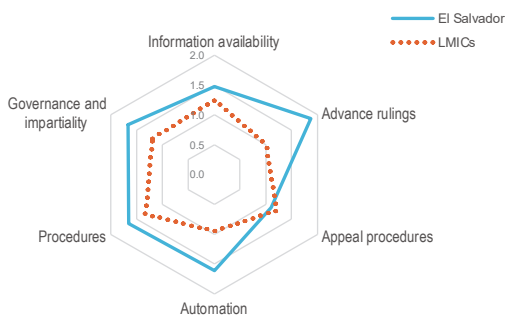 El Salvador
LMICs
Information availability
2.0
1.5
1.0
0.5
0.0
Advance rulings
Appeal procedures
Automation
Procedures
Governance and
impartiality